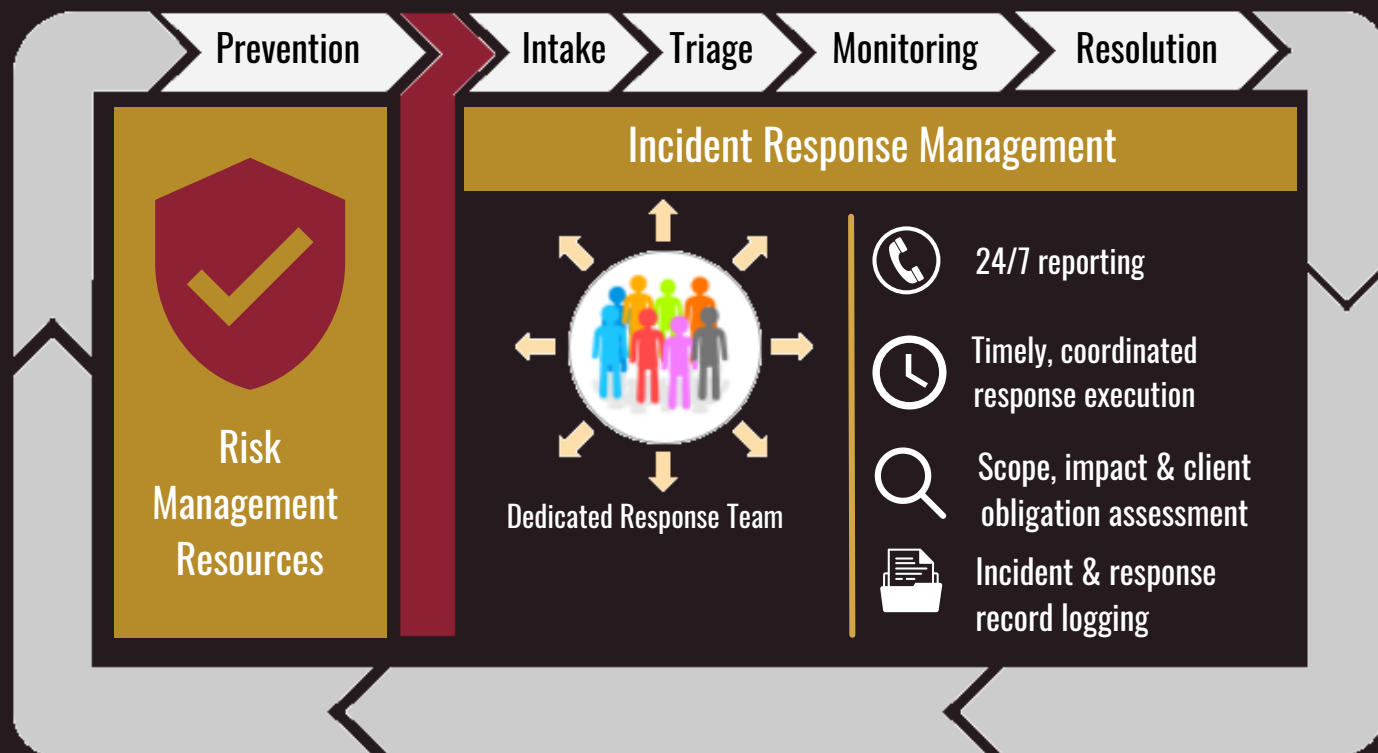 Prevention
Intake
Triage
Monitoring
Resolution
Risk
Management
Resources
Incident Response Management
Dedicated Response Team
24/7 reporting
Timely, coordinated
response execution
Scope, impact & client
obligation assessment
Incident & response
record logging